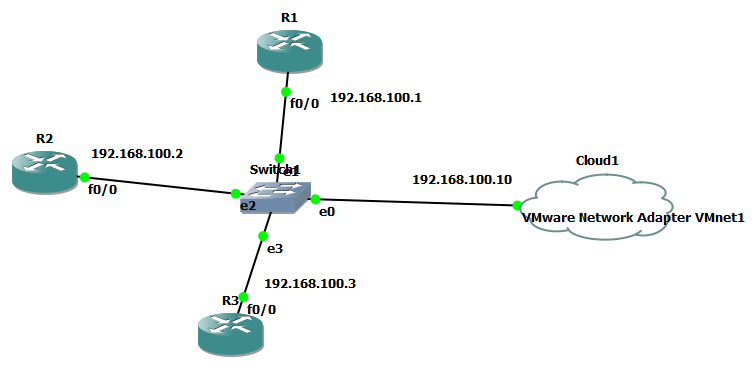 R1
f0/0
192.168.100.1
R2
192.168.100.2
f0/0
Switch1
e1
e2
e0
e3
192.168.100.10
Cloud1
VMware Network Adapter VMnet1
192.168.100.3
R3
f0/0